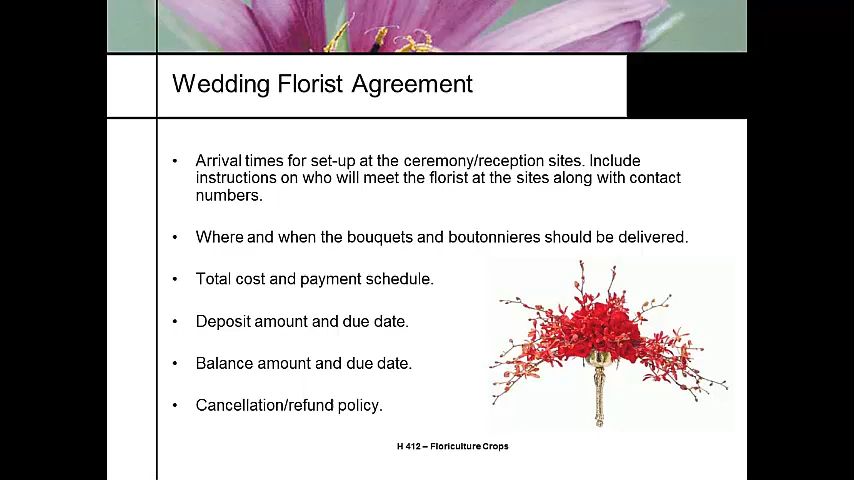 Wedding Florist Agreement
• Arrival times for set-up at the ceremony/reception sites. Include
instructions on who will meet the florist at the sites along with contact
numbers.
• Where and when the bouquets and boutonnieres should be delivered.
• Total cost and payment schedule.
• Deposit amount and due date.
• Balance amount and due date.
• Cancellation/refund policy.
H 412 – Floriculture Crops